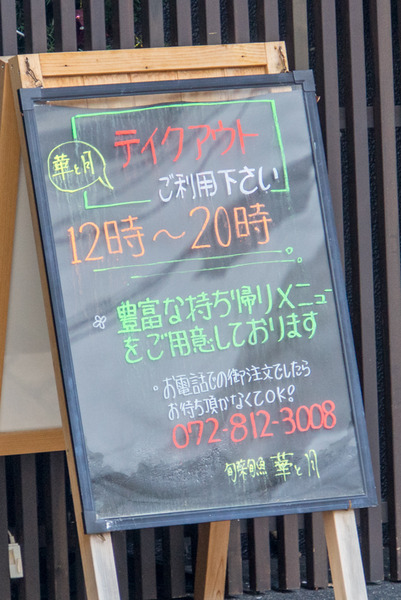 テイクアウト
華と月
ご利用下さい
12時〜20時
豊富な持ち帰りメニュー
をご用意しております
お電話での御注文でしたら
お待ち頂かなくてOK!
072-812-3008
旬菜旬魚 華と月